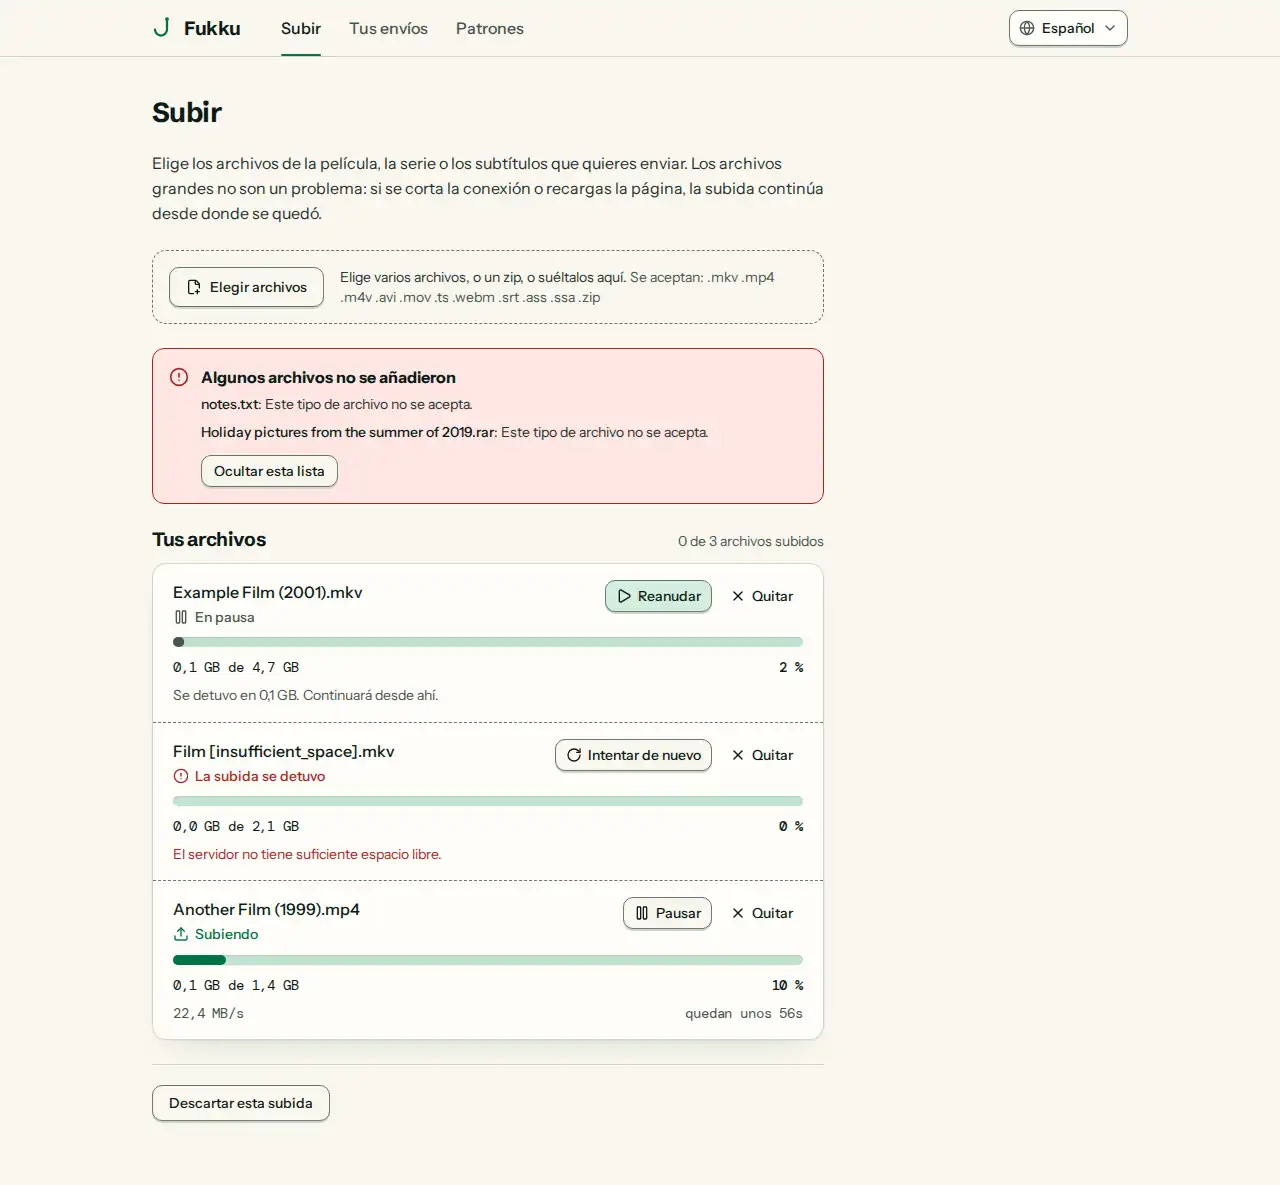 Fukku
Subir
Tus envíos
Patrones
Español
Subir
Elige los archivos de la película, la serie o los subtítulos que quieres enviar. Los archivos
grandes no son un problema: si se corta la conexión o recargas la página, la subida continúa
desde donde se quedó.
Elegir archivos
Elige varios archivos, o un zip, o suéltalos aquí. Se aceptan: .mkv .mp4
.m4v .avi .mov .ts .webm .srt .ass .ssa .zip
Algunos archivos no se añadieron
notes.txt: Este tipo de archivo no se acepta.
Holiday pictures from the summer of 2019.rar: Este tipo de archivo no se acepta.
Ocultar esta lista
Tus archivos
0 de 3 archivos subidos
Example Film (2001).mkv
Reanudar
Quitar
En pausa
0,1 GB de 4,7 GB
2 %
Se detuvo en 0,1 GB. Continuará desde ahí.
Film [insufficient_space].mkv
Intentar de nuevo
Quitar
La subida se detuvo
0,0 GB de 2,1 GB
0 %
El servidor no tiene suficiente espacio libre.
Another Film (1999).mp4
Pausar
Quitar
Subiendo
0,1 GB de 1,4 GB
10 %
22,4 MB/s
quedan unos 56s
Descartar esta subida